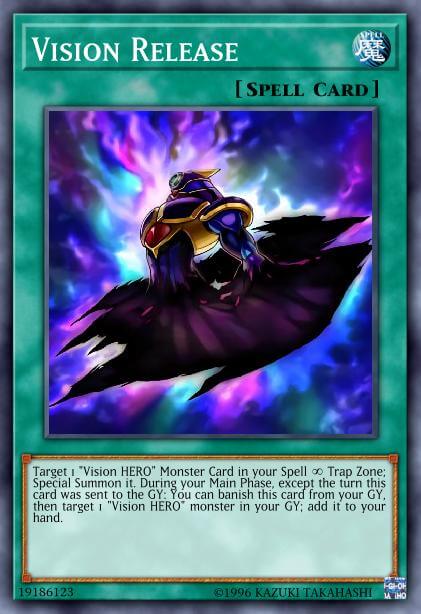 VISION RELEASE
SPELL
魔
[ SPELL CARD ]
Target 1 "Vision HERO" Monster Card in your Spell ∞ Trap Zone;
Special Summon it. During your Main Phase, except the turn this
card was sent to the GY: You can banish this card from your GY,
then target 1 "Vision HERO" monster in your GY; add it to your
hand.
19186123
©1996 KAZUKI TAKAHASHI